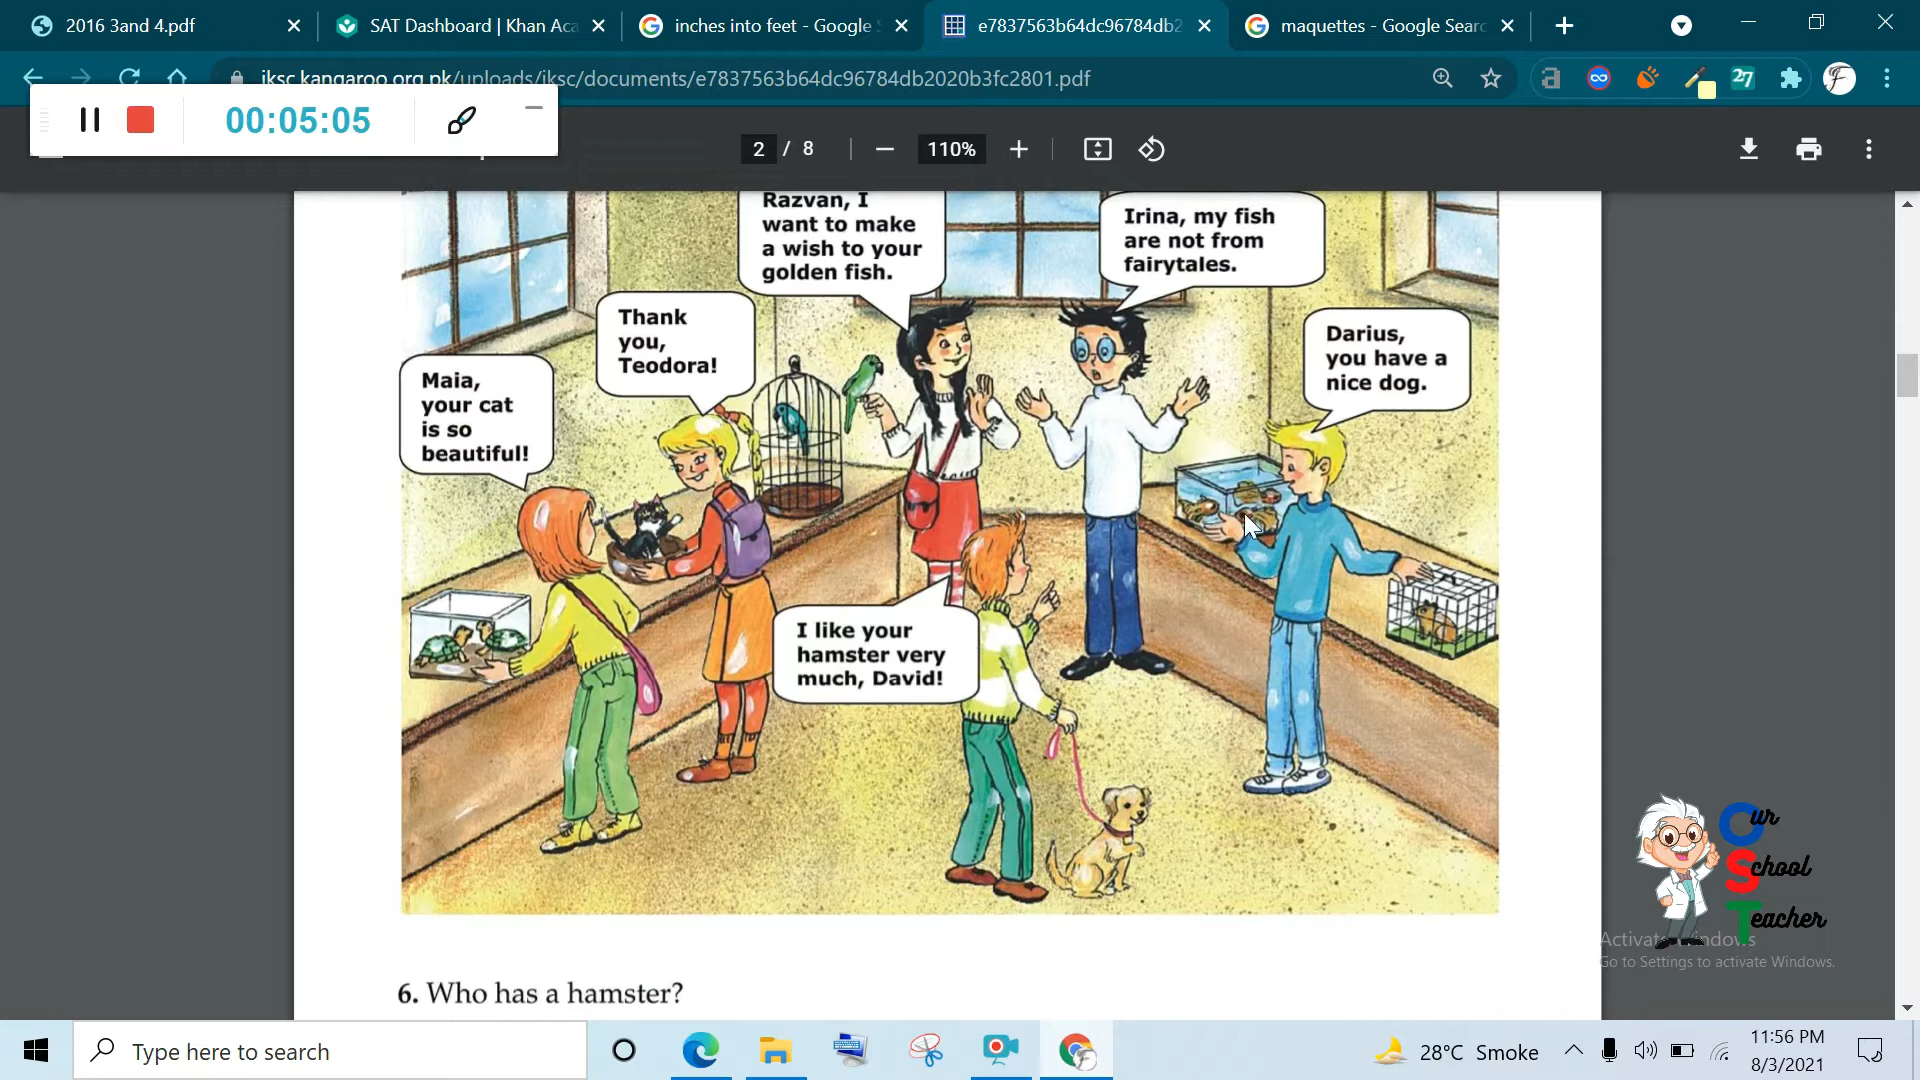 2016 3and 4.pdf
SAT Dashboard | Khan Aca
inches into feet - Google S
e7837563b64dc96784db2
maquettes - Google Searc
iksc.kangaroo.org.pk/uploads/iksc/documents/e7837563b64dc96784db2020b3fc2801.pdf
27
00:05:05
2 / 8
110%
Razvan, I
want to make
a wish to your
golden fish.
Irina, my fish
are not from
fairytales.
Thank
you,
Teodora!
Darius,
you have a
nice dog.
Maia,
your cat
is so
beautiful!
I like your
hamster very
much, David!
Our
School
Teacher
Activate Windows
Go to Settings to activate Windows.
6. Who has a hamster?
Type here to search
28°C Smoke
11:56 PM
8/3/2021